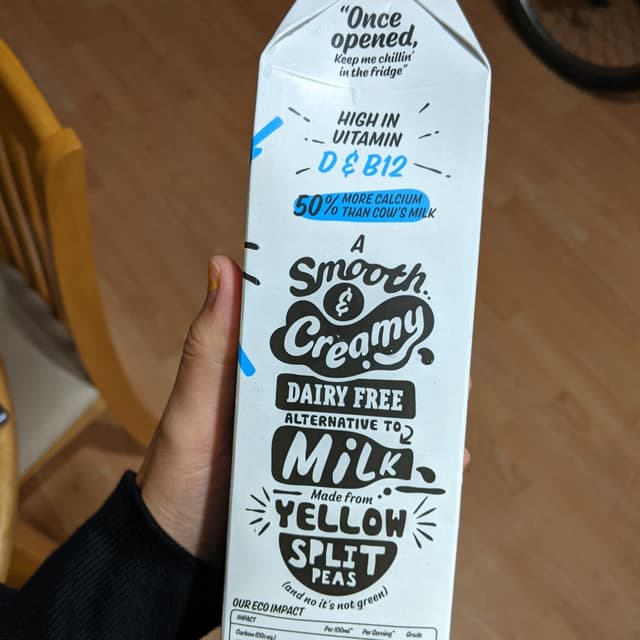 "Once
opened,
Keep me chillin'
in the fridge"
HIGH IN
VITAMIN
D & B12
50% MORE CALCIUM
THAN COW'S MILK
A
Smooth
&
Creamy
DAIRY FREE
ALTERNATIVE TO
MiLK
Made from
YELLOW
SPLIT
PEAS
(and no it's not green)
OUR ECO IMPACT
IMPACT Per 100ml* Per Serving* Grade